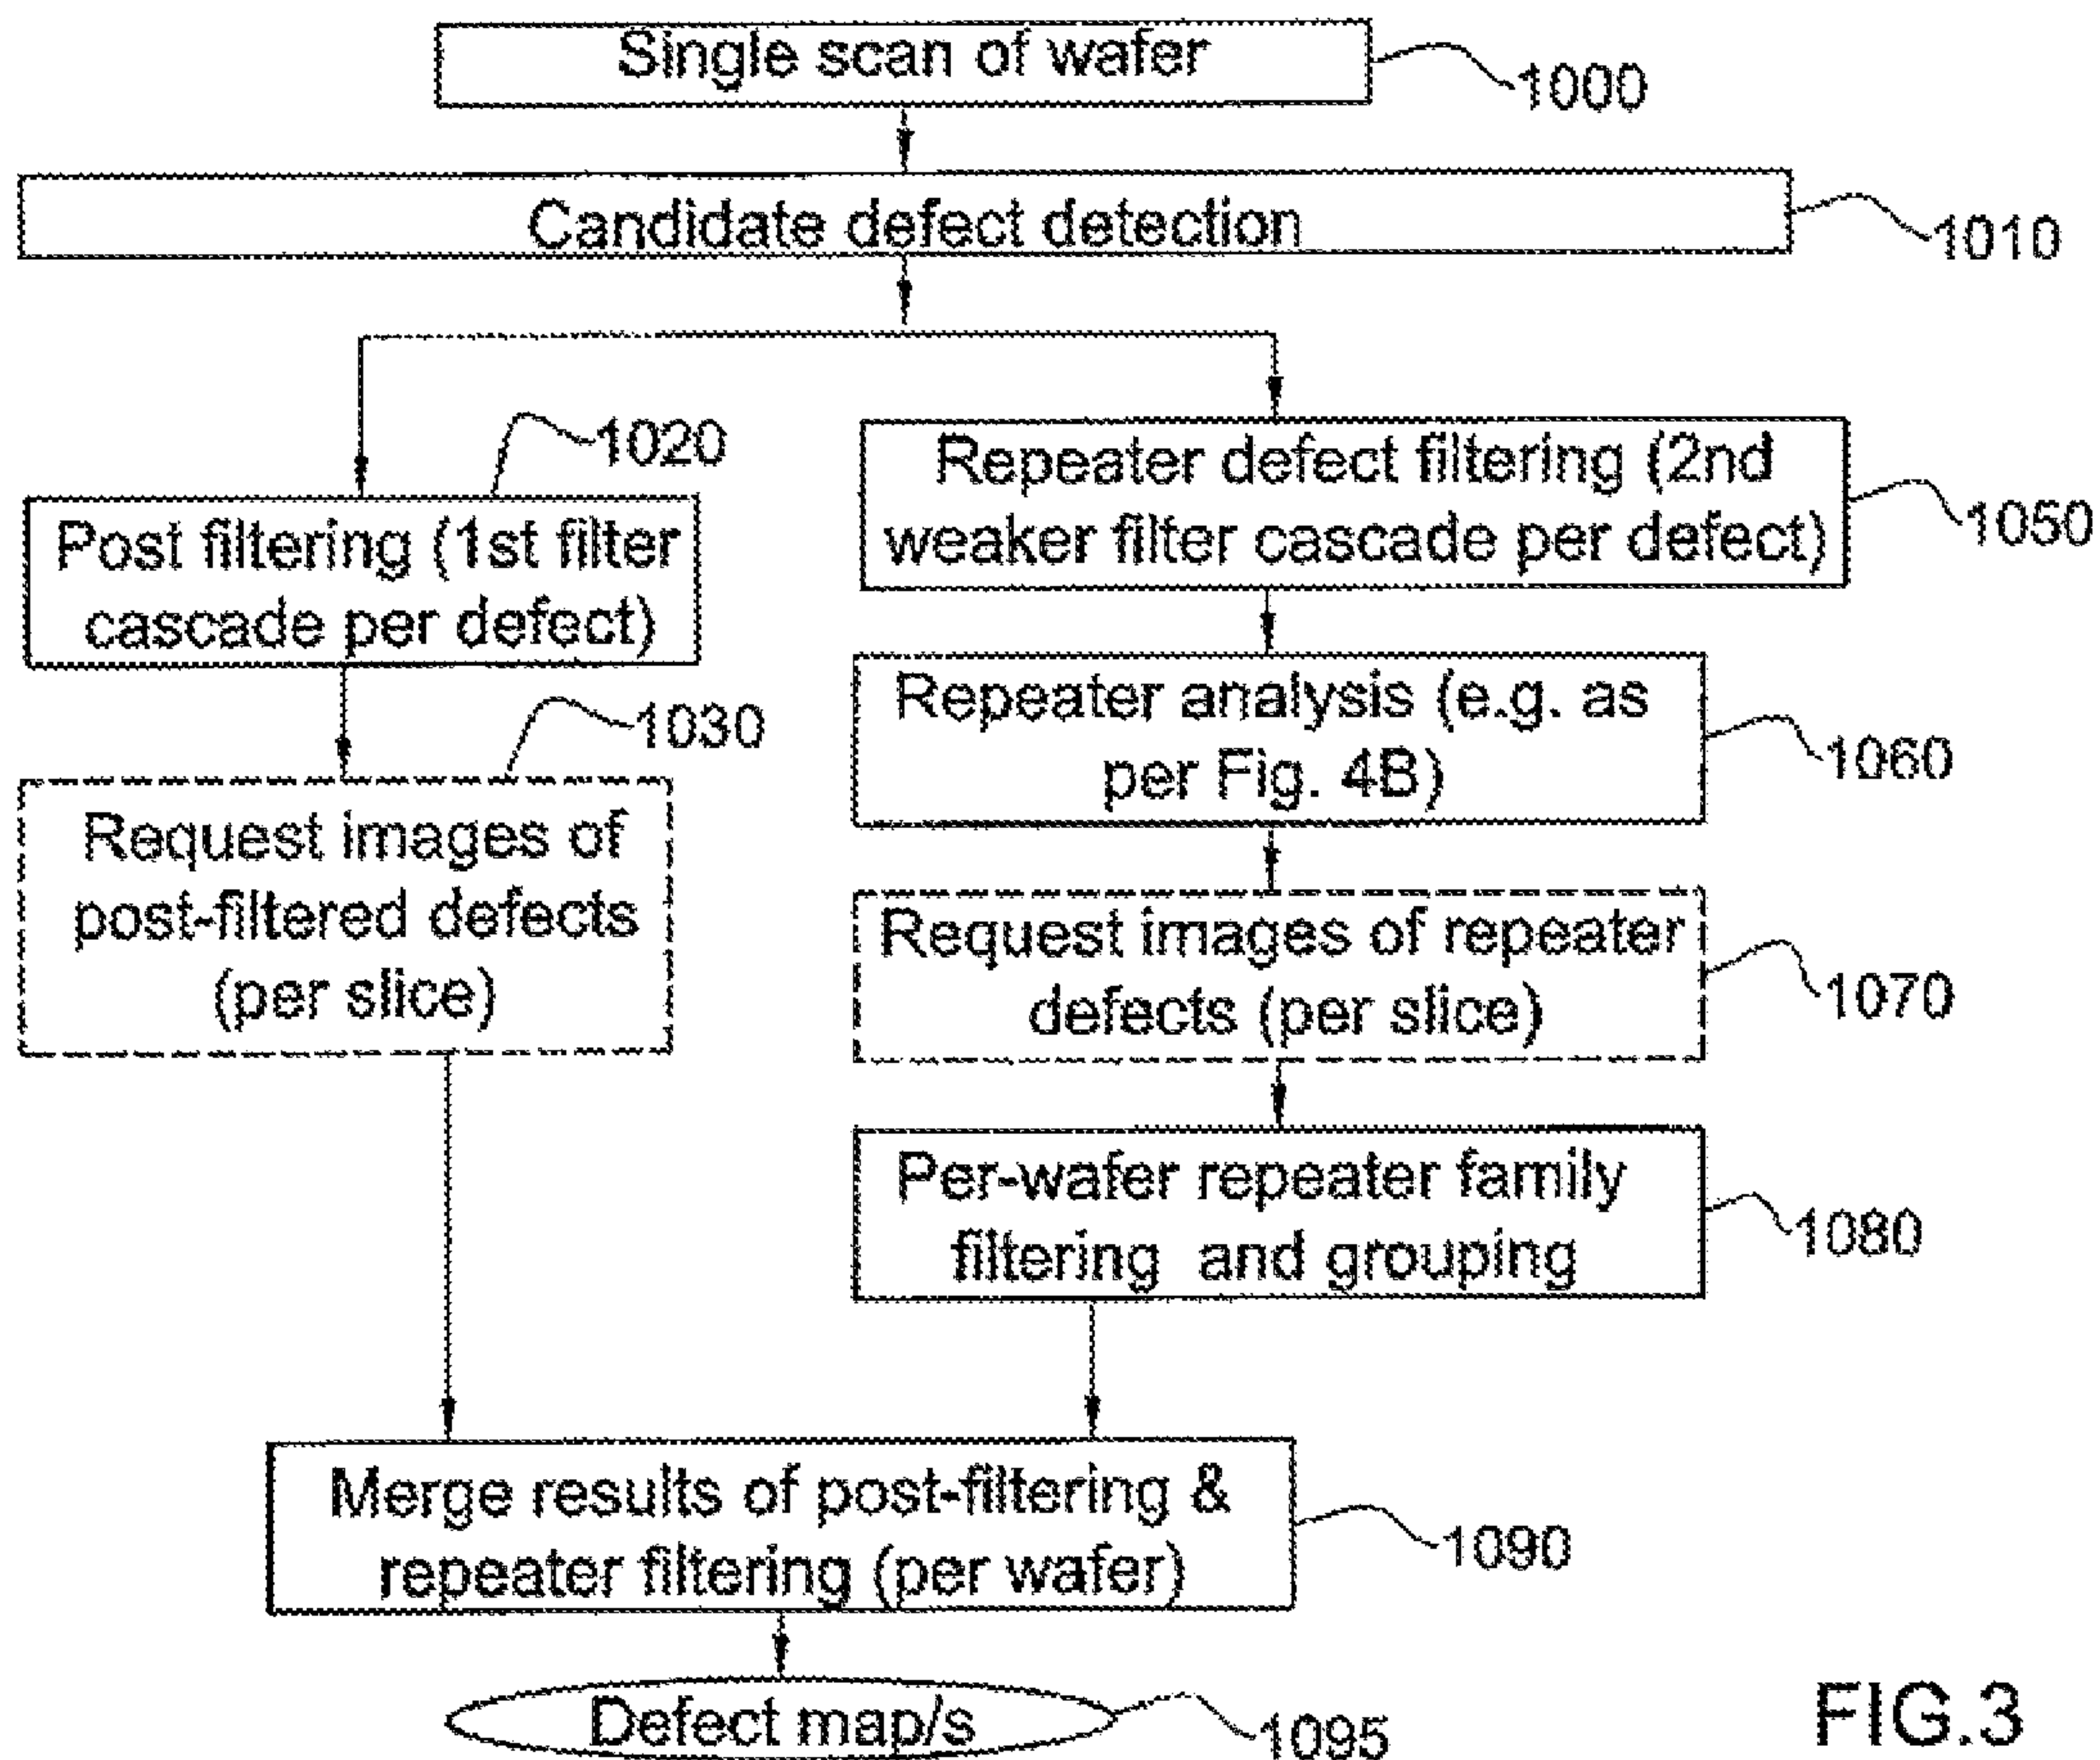 Single scan of wafer
1000
Candidate defect detection
1010
1020
Post filtering (1st filter
cascade per defect)
1030
Request images of
post-filtered defects
(per slice)
Repeater defect filtering (2nd
weaker filter cascade per defect)
1050
Repeater analysis (e.g. as
per Fig. 4B)
1060
Request images of repeater
defects (per slice)
1070
Per-wafer repeater family
filtering and grouping
1080
Merge results of post-filtering &
repeater filtering (per wafer)
1090
Defect map/s
1095
FIG.3